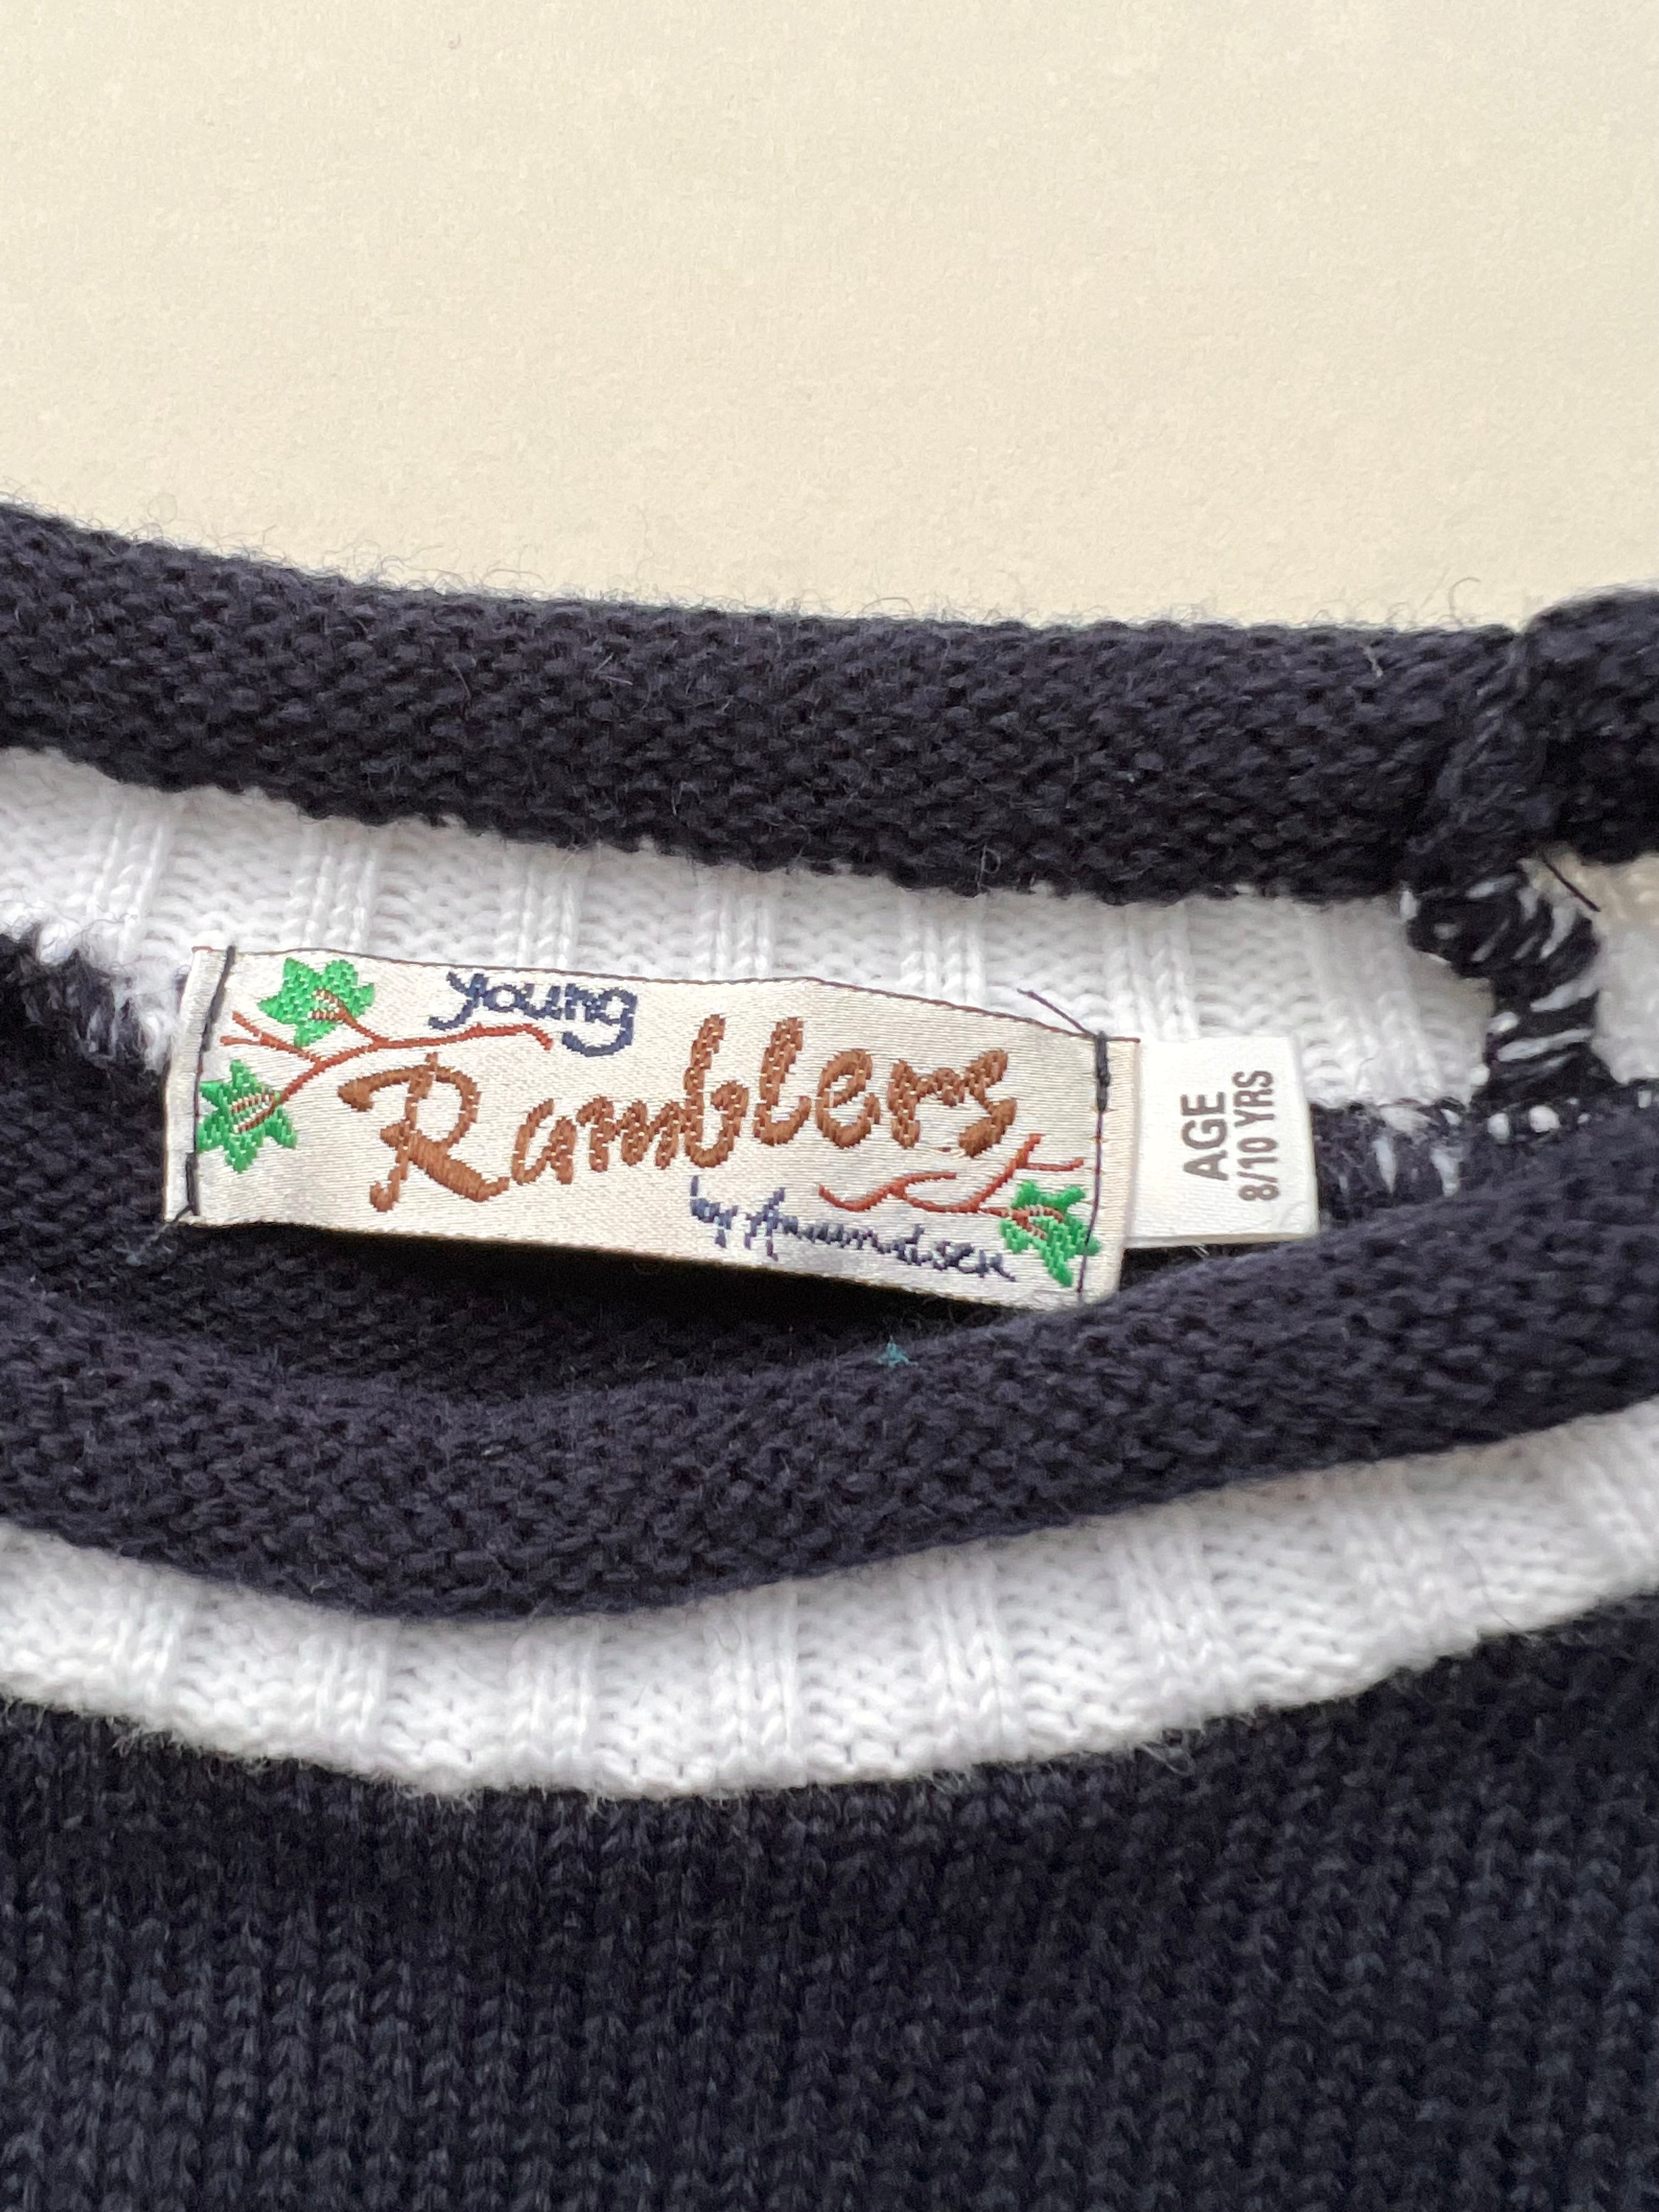 young
Ramblers
by Amundsen
AGE
8/10 YRS